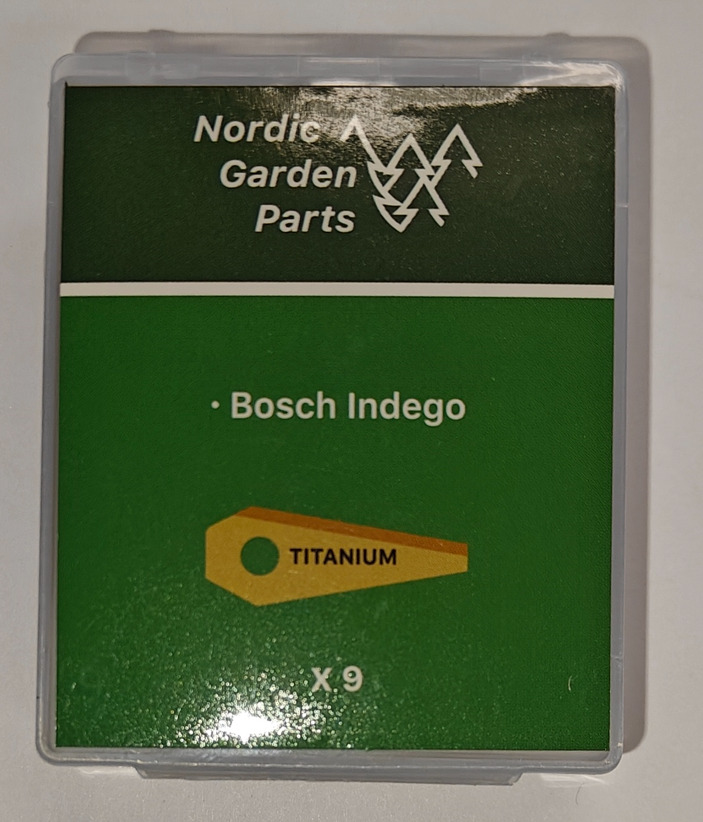 Nordic
Garden
Parts
· Bosch Indego
TITANIUM
X 9